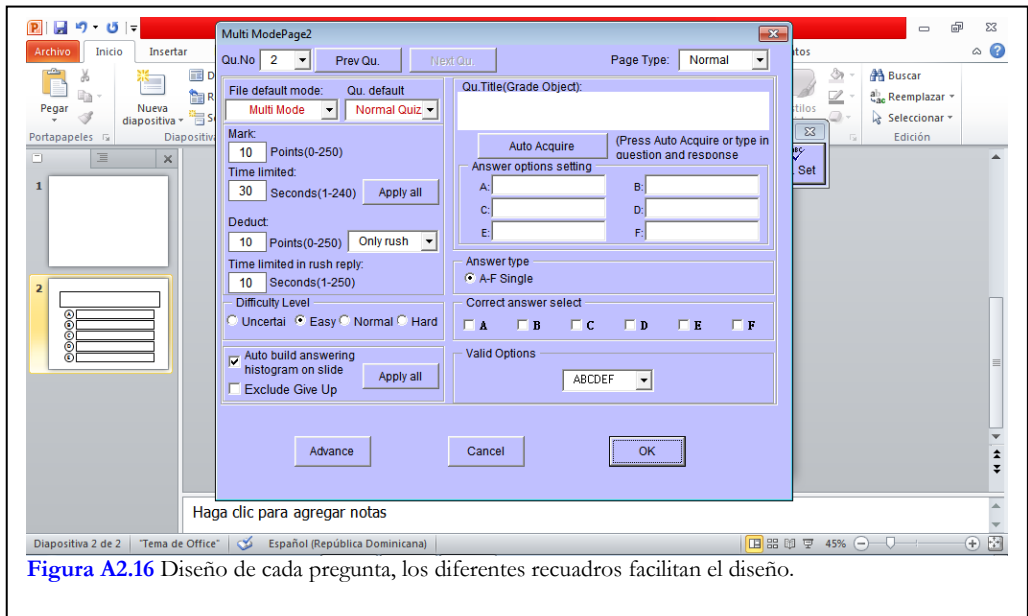 Multi ModePage2
Archivo Inicio Insertar
Qu.No 2 Prev Qu. Next Qu. Page Type: Normal
Pegar
Portapapeles
Nueva
diapositiva
Buscar
Reemplazar
Seleccionar
Edición
Set
File default mode: Qu. default
Multi Mode Normal Quiz
Mark:
10 Points(0-250)
Time limited:
30 Seconds(1-240) Apply all
Deduct:
10 Points(0-250) Only rush
Time limited in rush reply:
10 Seconds(1-250)
Difficulty Level
Uncertai Easy Normal Hard
Auto build answering
histogram on slide
Apply all
Exclude Give Up
Qu.Title(Grade Object):
Auto Acquire (Press Auto Acquire or type in
question and response
Answer options setting
A: B:
C: D:
E: F:
Answer type
A-F Single
Correct answer select
A B C D E F
Valid Options
ABCDEF
Advance Cancel OK
1
2
Haga clic para agregar notas
Diapositiva 2 de 2 "Tema de Office" Español (República Dominicana) 45%
Figura A2.16 Diseño de cada pregunta, los diferentes recuadros facilitan el diseño.